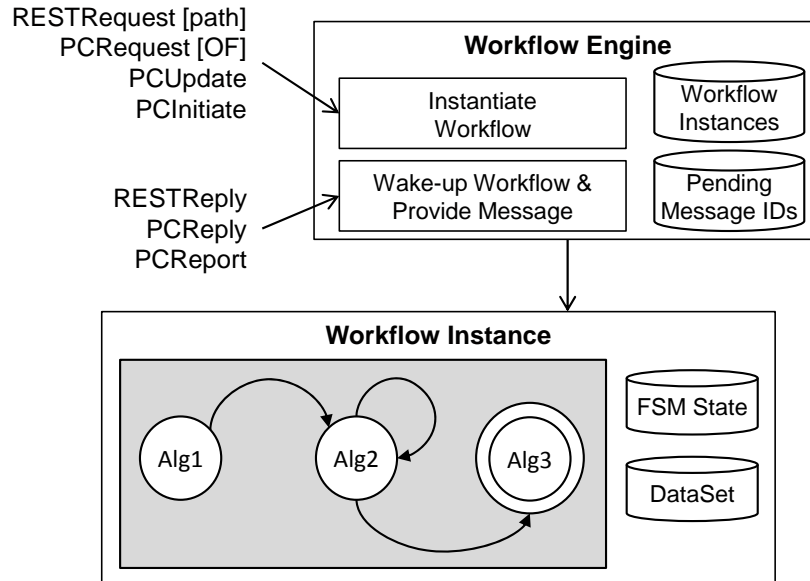 RESTRequest [path]
PCRequest [OF]
PCUpdate
PCInitiate
Workflow Engine
Instantiate
Workflow
Workflow
Instances
RESTReply
PCReply
PCReport
Wake-up Workflow &
Provide Message
Pending
Message IDs
Workflow Instance
Alg1
Alg2
Alg3
FSM State
DataSet